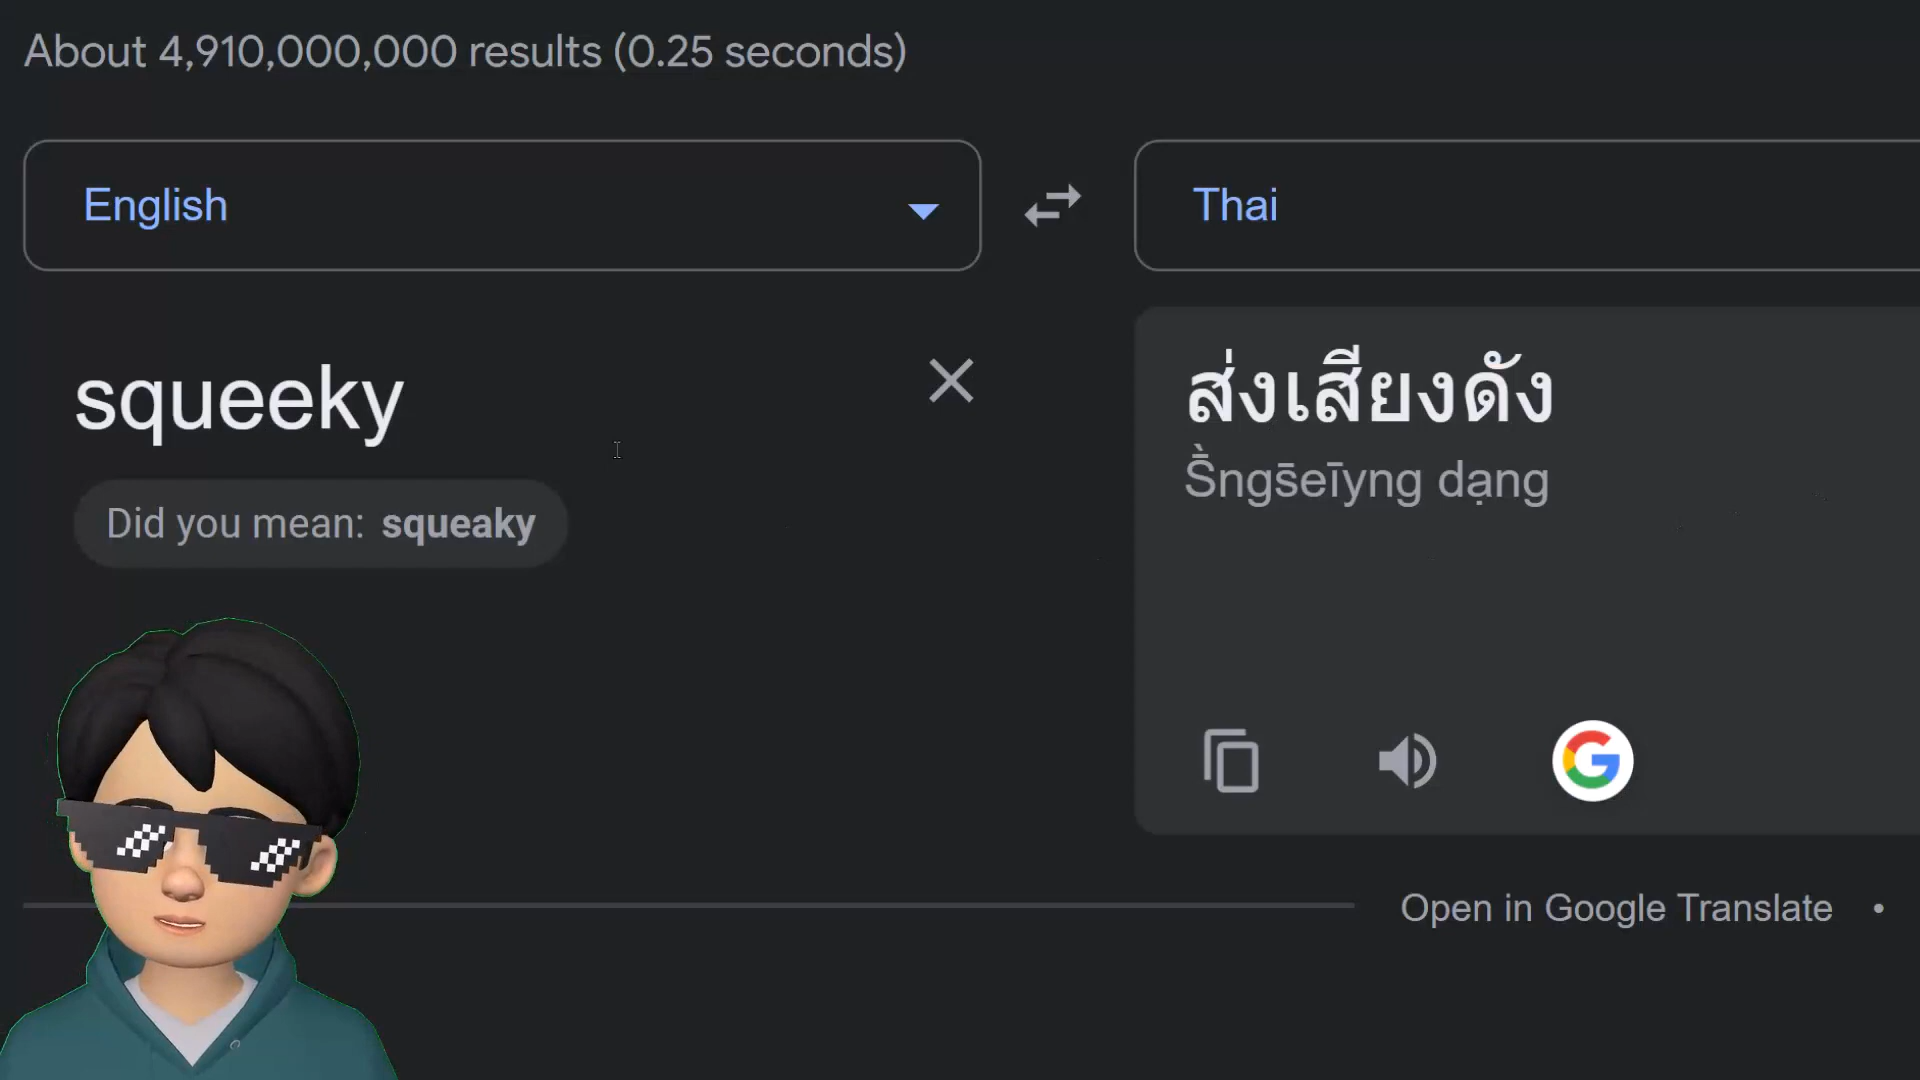 About 4,910,000,000 results (0.25 seconds)
English
Thai
squeeky
ส่งเสียงดัง
S̄̀ngs̄eīyng dạng
Did you mean: squeaky
Open in Google Translate •